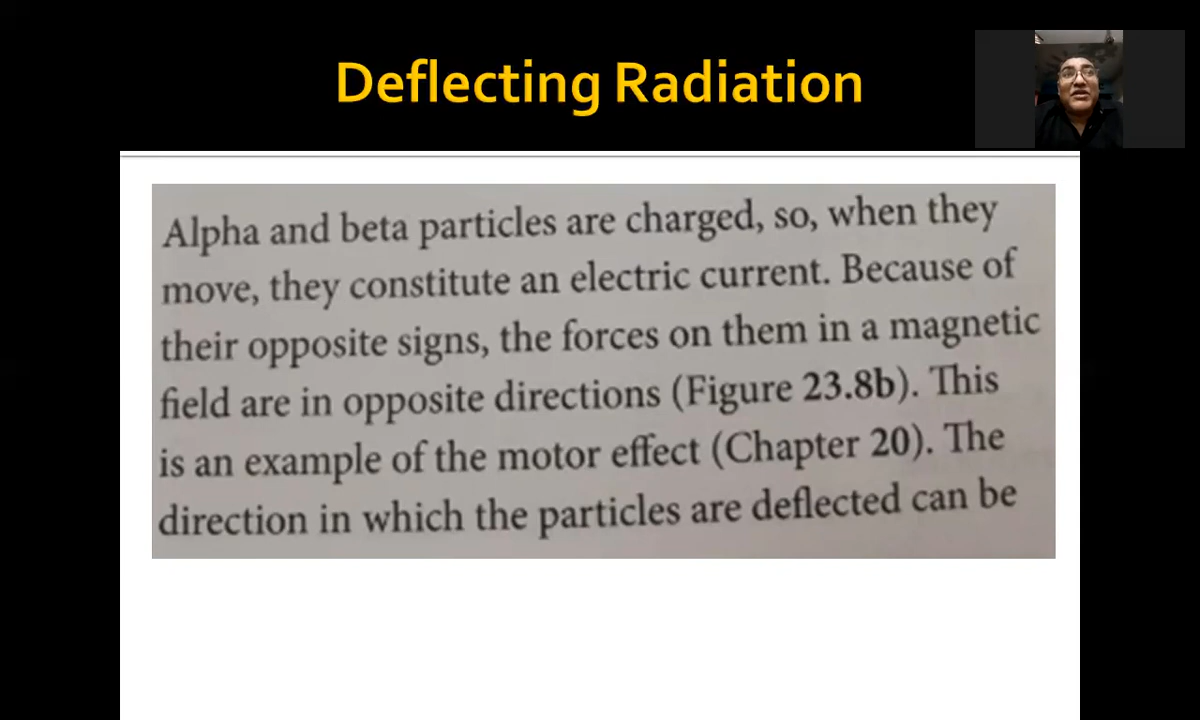 Deflecting Radiation
Alpha and beta particles are charged, so, when they
move, they constitute an electric current. Because of
their opposite signs, the forces on them in a magnetic
field are in opposite directions (Figure 23.8b). This
is an example of the motor effect (Chapter 20). The
direction in which the particles are deflected can be